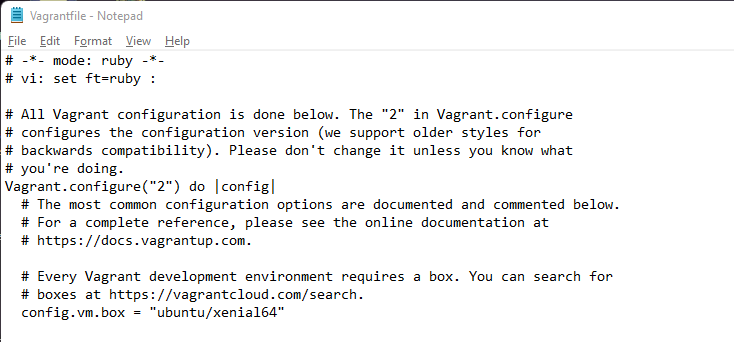 Vagrantfile - Notepad
File Edit Format View Help
# -*- mode: ruby -*-
# vi: set ft=ruby :

# All Vagrant configuration is done below. The "2" in Vagrant.configure
# configures the configuration version (we support older styles for
# backwards compatibility). Please don't change it unless you know what
# you're doing.
Vagrant.configure("2") do |config|
  # The most common configuration options are documented and commented below.
  # For a complete reference, please see the online documentation at
  # https://docs.vagrantup.com.

  # Every Vagrant development environment requires a box. You can search for
  # boxes at https://vagrantcloud.com/search.
  config.vm.box = "ubuntu/xenial64"